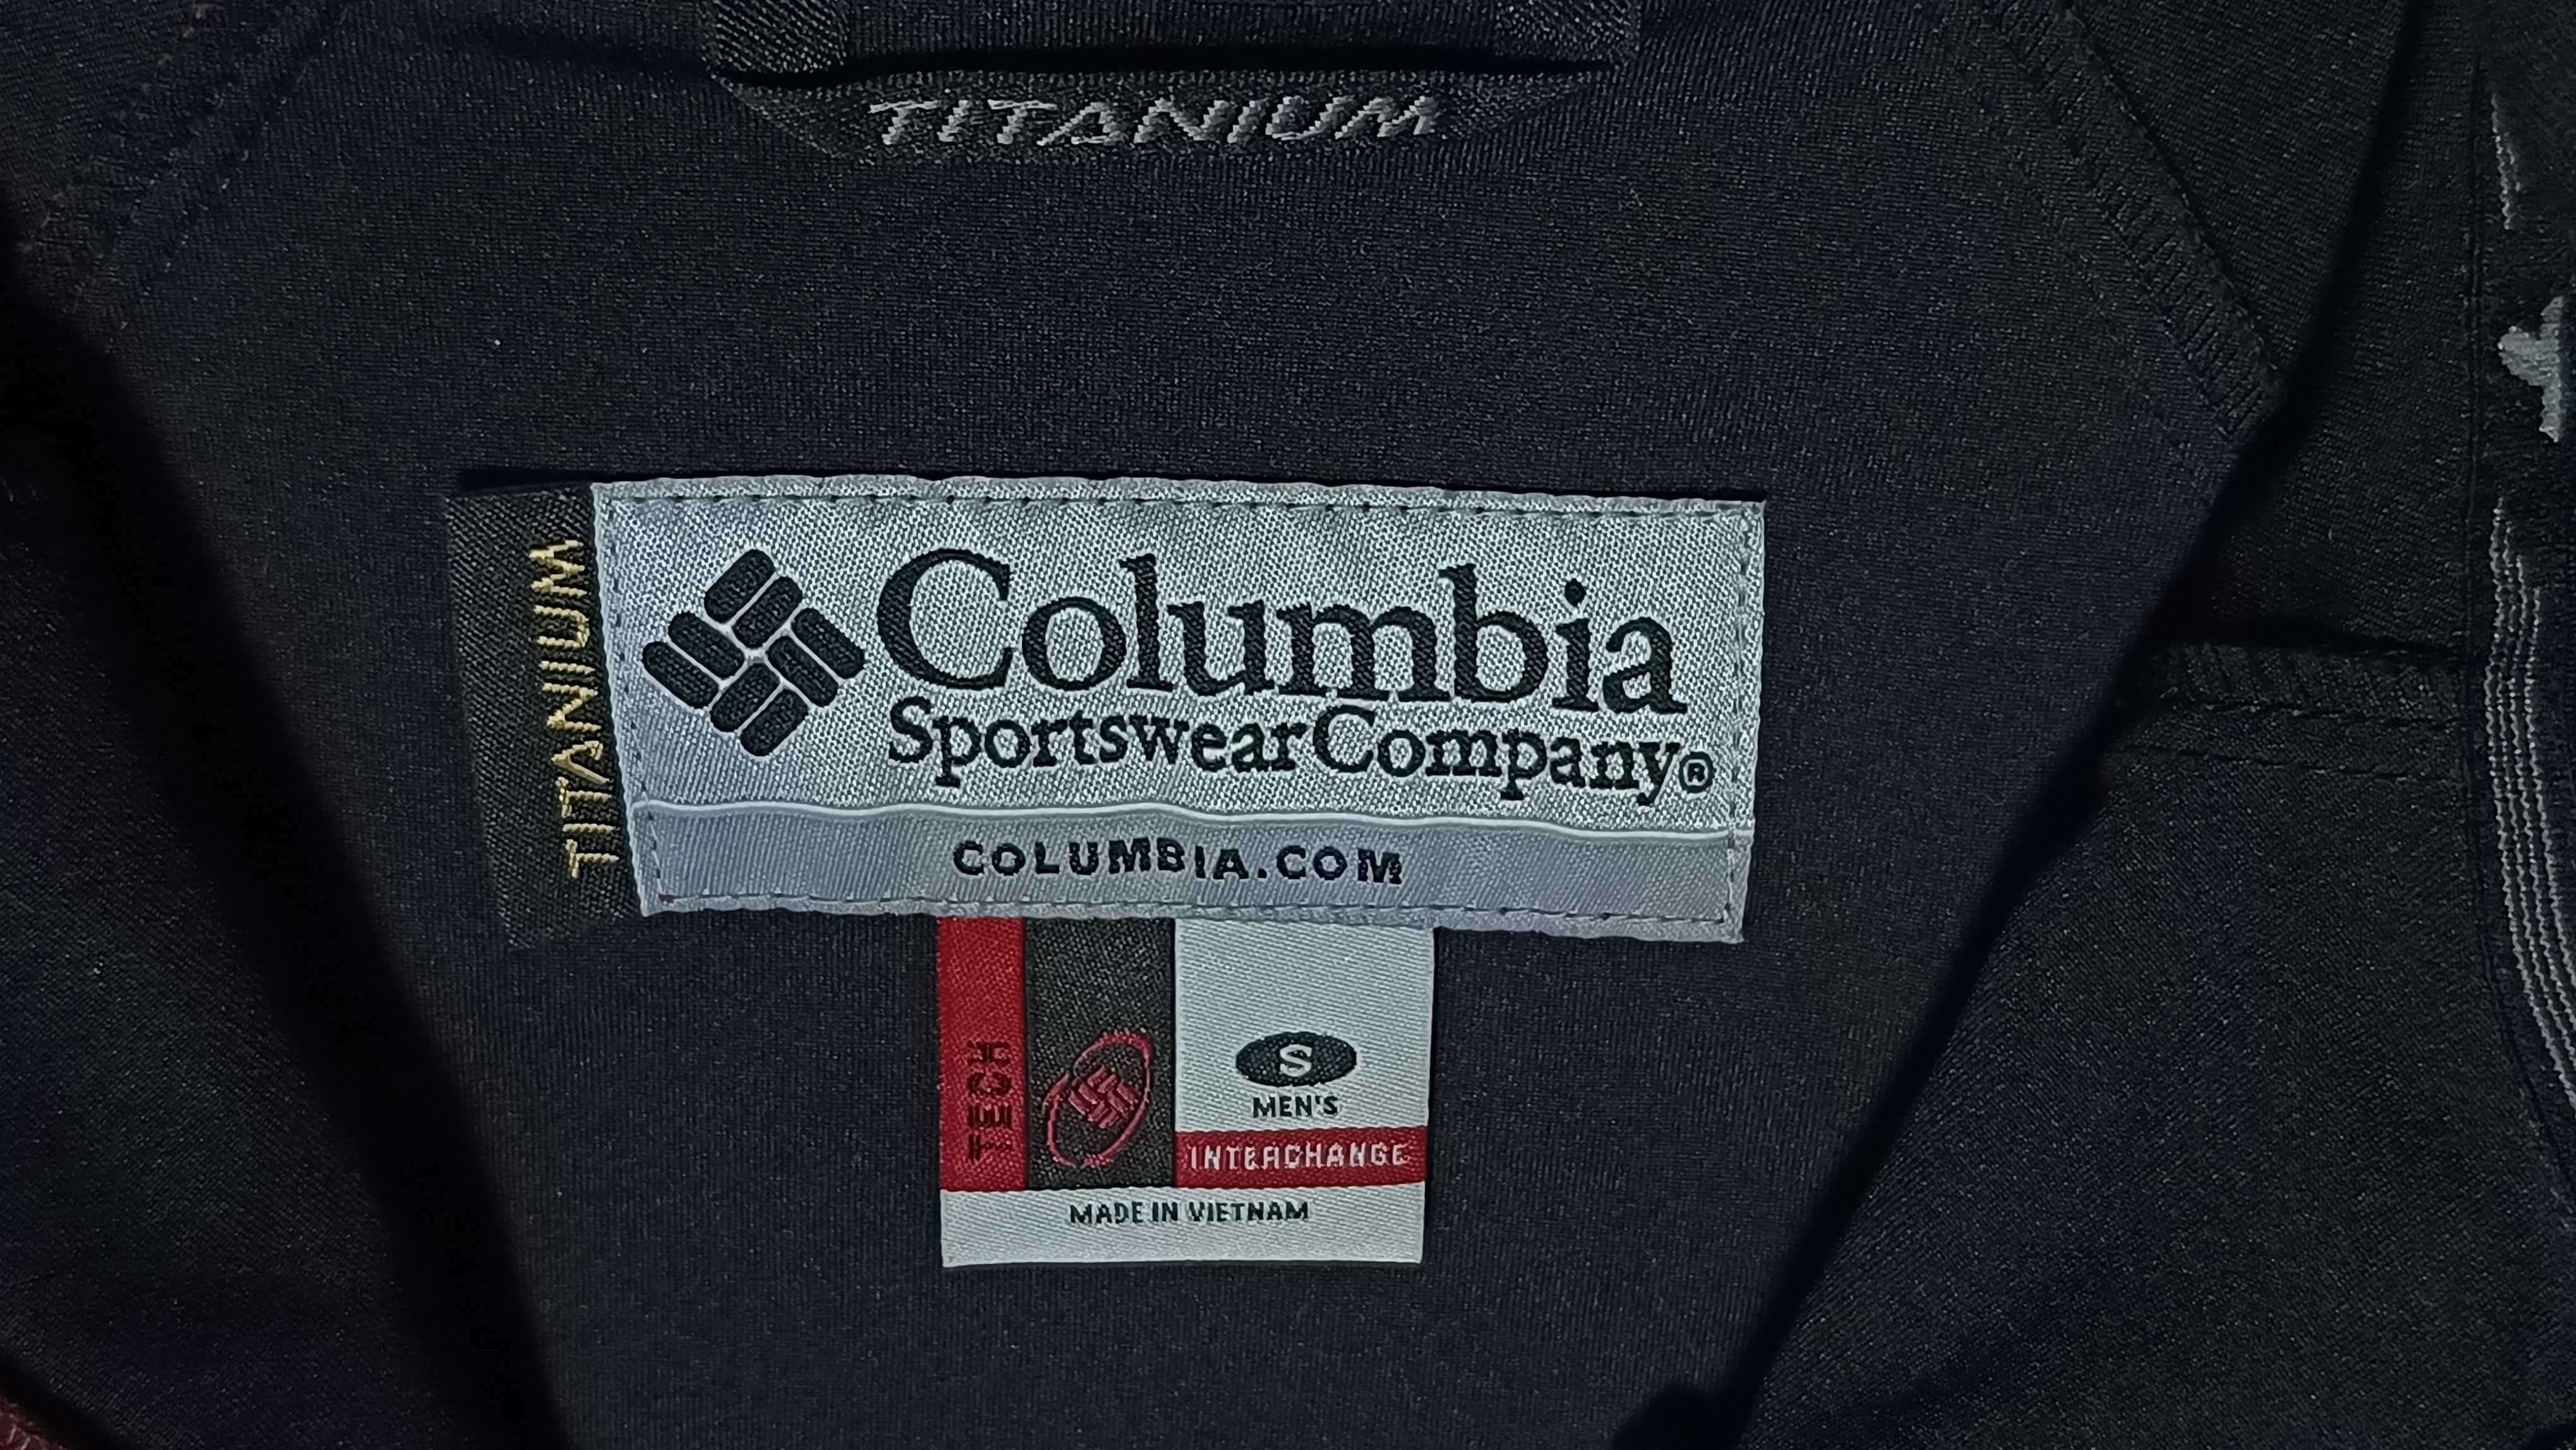 TITANIUM
TITANIUM
Columbia
Sportswear Company®
COLUMBIA.COM
TECH
S
MEN'S
INTERCHANGE
MADE IN VIETNAM